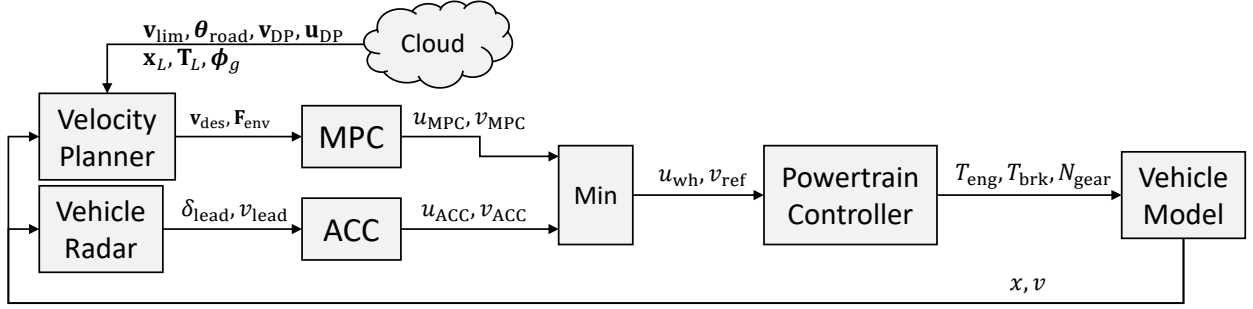 𝐯_lim, 𝛉_road, 𝐯_DP, 𝐮_DP
𝐱_L, 𝐓_L, 𝛟_g
Cloud
Velocity
Planner
𝐯_des, 𝐅_env
MPC
u_MPC, v_MPC
Vehicle
Radar
δ_lead, v_lead
ACC
u_ACC, v_ACC
Min
u_wh, v_ref
Powertrain
Controller
T_eng, T_brk, N_gear
Vehicle
Model
x, v